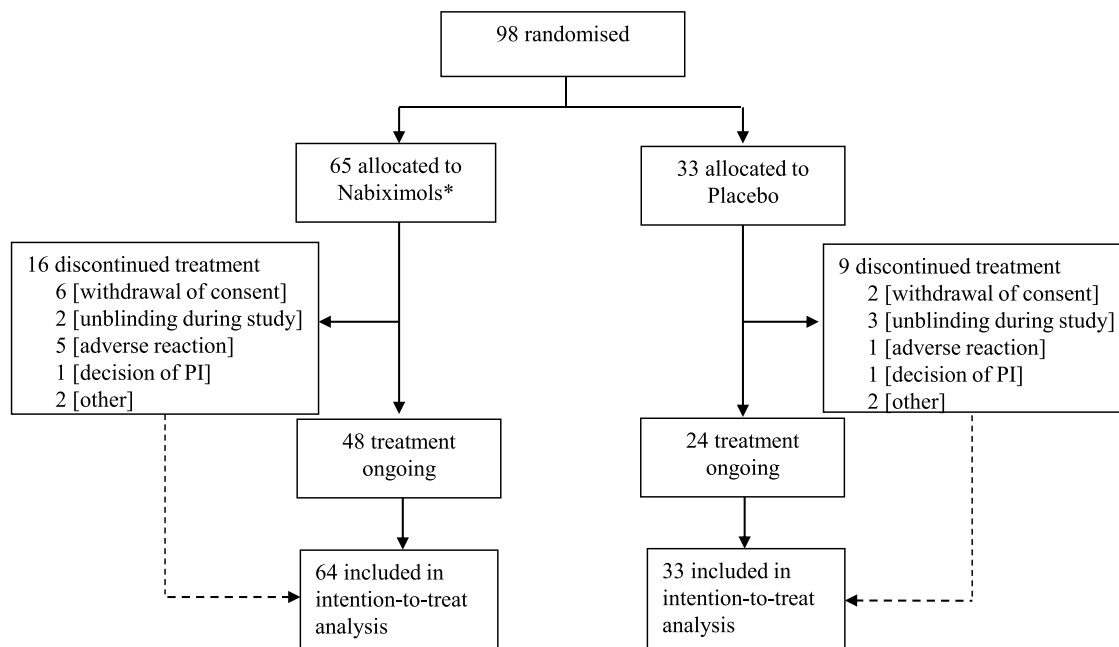 98 randomised
65 allocated to
Nabiximols*
33 allocated to
Placebo
16 discontinued treatment
6 [withdrawal of consent]
2 [unblinding during study]
5 [adverse reaction]
1 [decision of PI]
2 [other]
9 discontinued treatment
2 [withdrawal of consent]
3 [unblinding during study]
1 [adverse reaction]
1 [decision of PI]
2 [other]
48 treatment
ongoing
24 treatment
ongoing
64 included in
intention-to-treat
analysis
33 included in
intention-to-treat
analysis